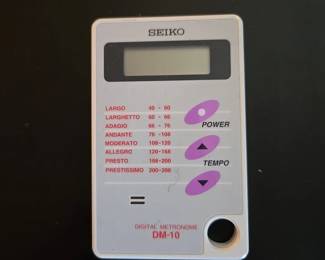 SEIKO
LARGO 40 - 60
LARGHETTO 60 - 66
ADAGIO 66 - 76
ANDANTE 76 - 108
MODERATO 108-120
ALLEGRO 120-168
PRESTO 168-200
PRESTISSIMO 200-208
POWER
TEMPO
DIGITAL METRONOME
DM-10